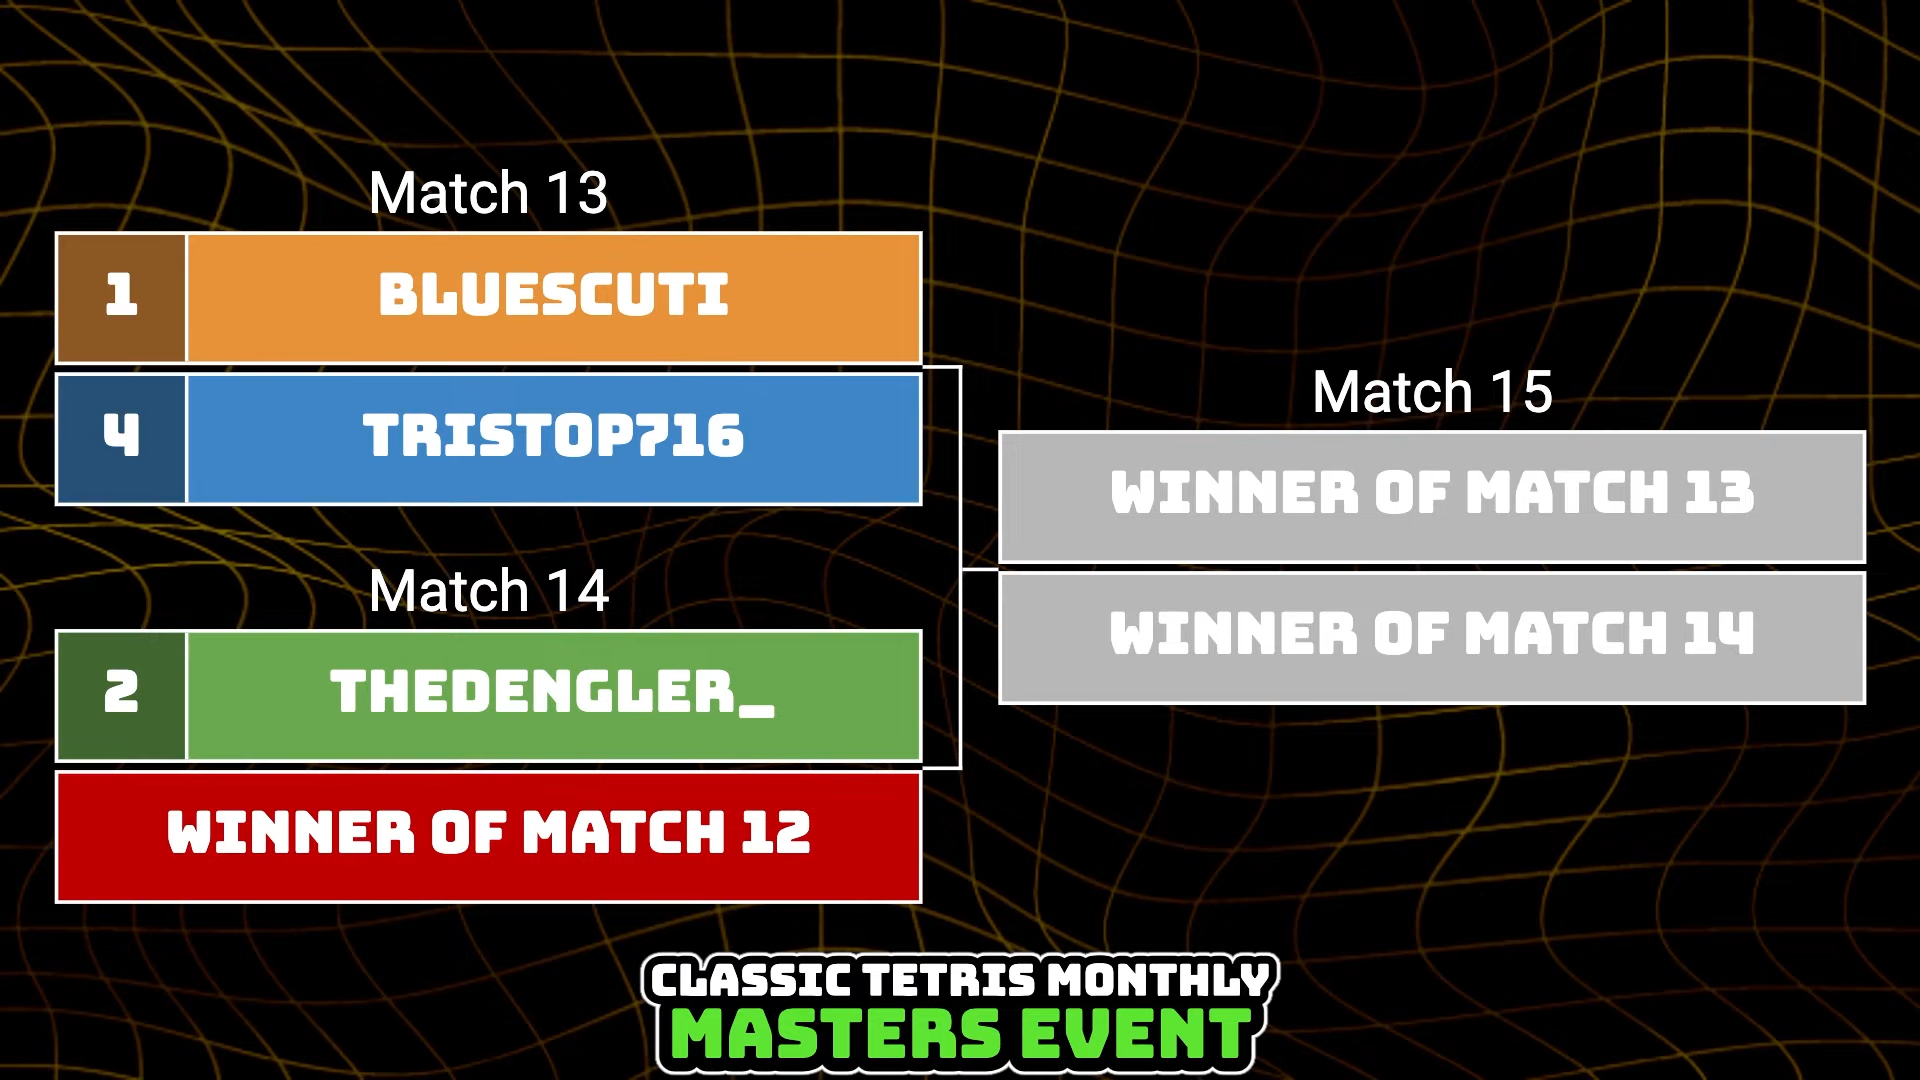 Match 13
1 BLUESCUTI
4 TRISTOP716
Match 14
2 THEDENGLER_
WINNER OF MATCH 12
Match 15
WINNER OF MATCH 13
WINNER OF MATCH 14
CLASSIC TETRIS MONTHLY
MASTERS EVENT